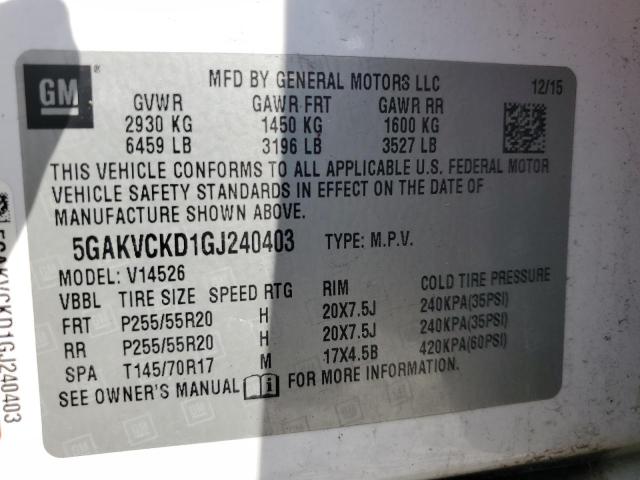 GM ®
MFD BY GENERAL MOTORS LLC
12/15
GVWR GAWR FRT GAWR RR
2930 KG 1450 KG 1600 KG
6459 LB 3196 LB 3527 LB
THIS VEHICLE CONFORMS TO ALL APPLICABLE U.S. FEDERAL MOTOR
VEHICLE SAFETY STANDARDS IN EFFECT ON THE DATE OF
MANUFACTURE SHOWN ABOVE.
5GAKVCKD1GJ240403 TYPE: M.P.V.
MODEL: V14526
VBBL TIRE SIZE SPEED RTG RIM COLD TIRE PRESSURE
FRT P255/55R20 H 20X7.5J 240KPA(35PSI)
RR P255/55R20 H 20X7.5J 240KPA(35PSI)
SPA T145/70R17 M 17X4.5B 420KPA(60PSI)
SEE OWNER'S MANUAL i FOR MORE INFORMATION.
5GAKVCKD1GJ240403